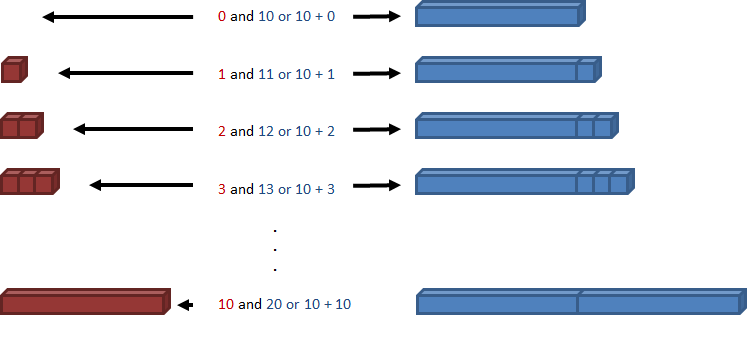 0 and 10 or 10 + 0
1 and 11 or 10 + 1
2 and 12 or 10 + 2
3 and 13 or 10 + 3
.
.
.
10 and 20 or 10 + 10